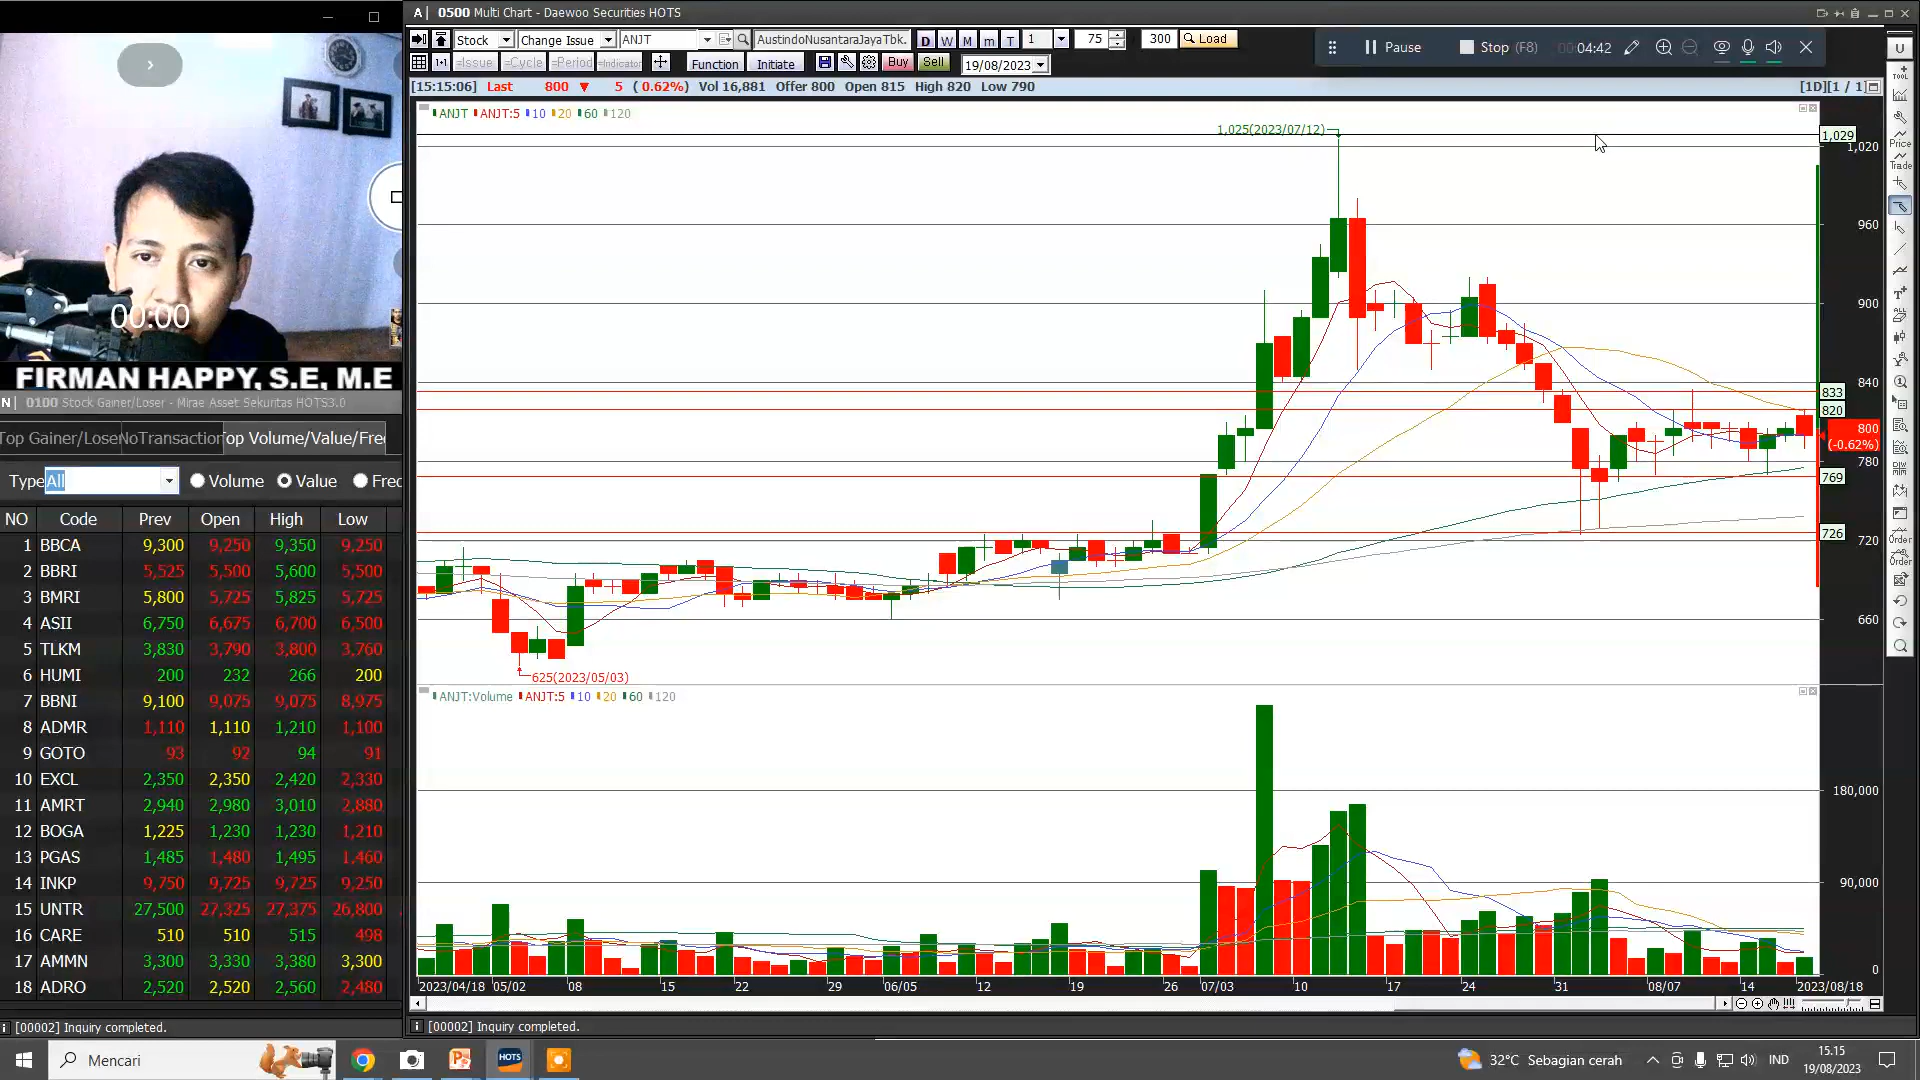 A 0500 Multi Chart - Daewoo Securities HOTS
Stock Change Issue ANJT AustindoNusantaraJayaTbk. D W M m T 1 75 300 Load
Pause Stop (F8) 00:04:42
=Issue =Cycle =Period =Indicator Function Initiate Buy Sell 19/08/2023
[15:15:06] Last 800 ▼ 5 ( 0.62%) Vol 16,881 Offer 800 Open 815 High 820 Low 790 [1D][1 / 1]
ANJT ANJT:5 10 20 60 120
1,025(2023/07/12)
1,029
1,020
960
900
840
833
820
800
(-0.62%)
780
769
726
720
660
625(2023/05/03)
ANJT:Volume ANJT:5 10 20 60 120
180,000
90,000
0
2023/04/18 05/02 08 15 22 29 06/05 12 19 26 07/03 10 17 24 31 08/07 14 2023/08/18
[00002] Inquiry completed.
U
TOOL
Price
Trade
Order
Order
00:00
FIRMAN HAPPY, S.E, M.E
N 0100 Stock Gainer/Loser - Mirae Asset Sekuritas HOTS3.0
Top Gainer/Lose NoTransaction Top Volume/Value/Fre
Type All Volume Value Frec
NO Code Prev Open High Low
1 BBCA 9,300 9,250 9,350 9,250
2 BBRI 5,525 5,500 5,600 5,500
3 BMRI 5,800 5,725 5,825 5,725
4 ASII 6,750 6,675 6,700 6,500
5 TLKM 3,830 3,790 3,800 3,760
6 HUMI 200 232 266 200
7 BBNI 9,100 9,075 9,075 8,975
8 ADMR 1,110 1,110 1,210 1,100
9 GOTO 93 92 94 91
10 EXCL 2,350 2,350 2,420 2,330
11 AMRT 2,940 2,980 3,010 2,880
12 BOGA 1,225 1,230 1,230 1,210
13 PGAS 1,485 1,480 1,495 1,460
14 INKP 9,750 9,725 9,725 9,250
15 UNTR 27,500 27,325 27,375 26,800
16 CARE 510 510 515 498
17 AMMN 3,300 3,330 3,380 3,300
18 ADRO 2,520 2,520 2,560 2,480
[00002] Inquiry completed.
Mencari HOTS 32°C Sebagian cerah IND 15.15
19/08/2023